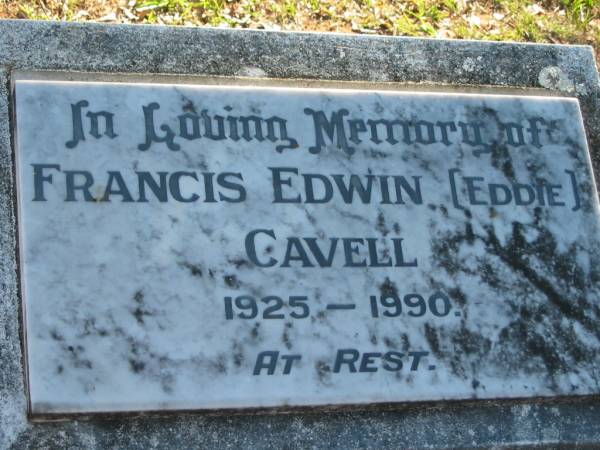 In Loving Memory of
FRANCIS EDWIN [EDDIE]
CAVELL
1925 — 1990.
AT REST.